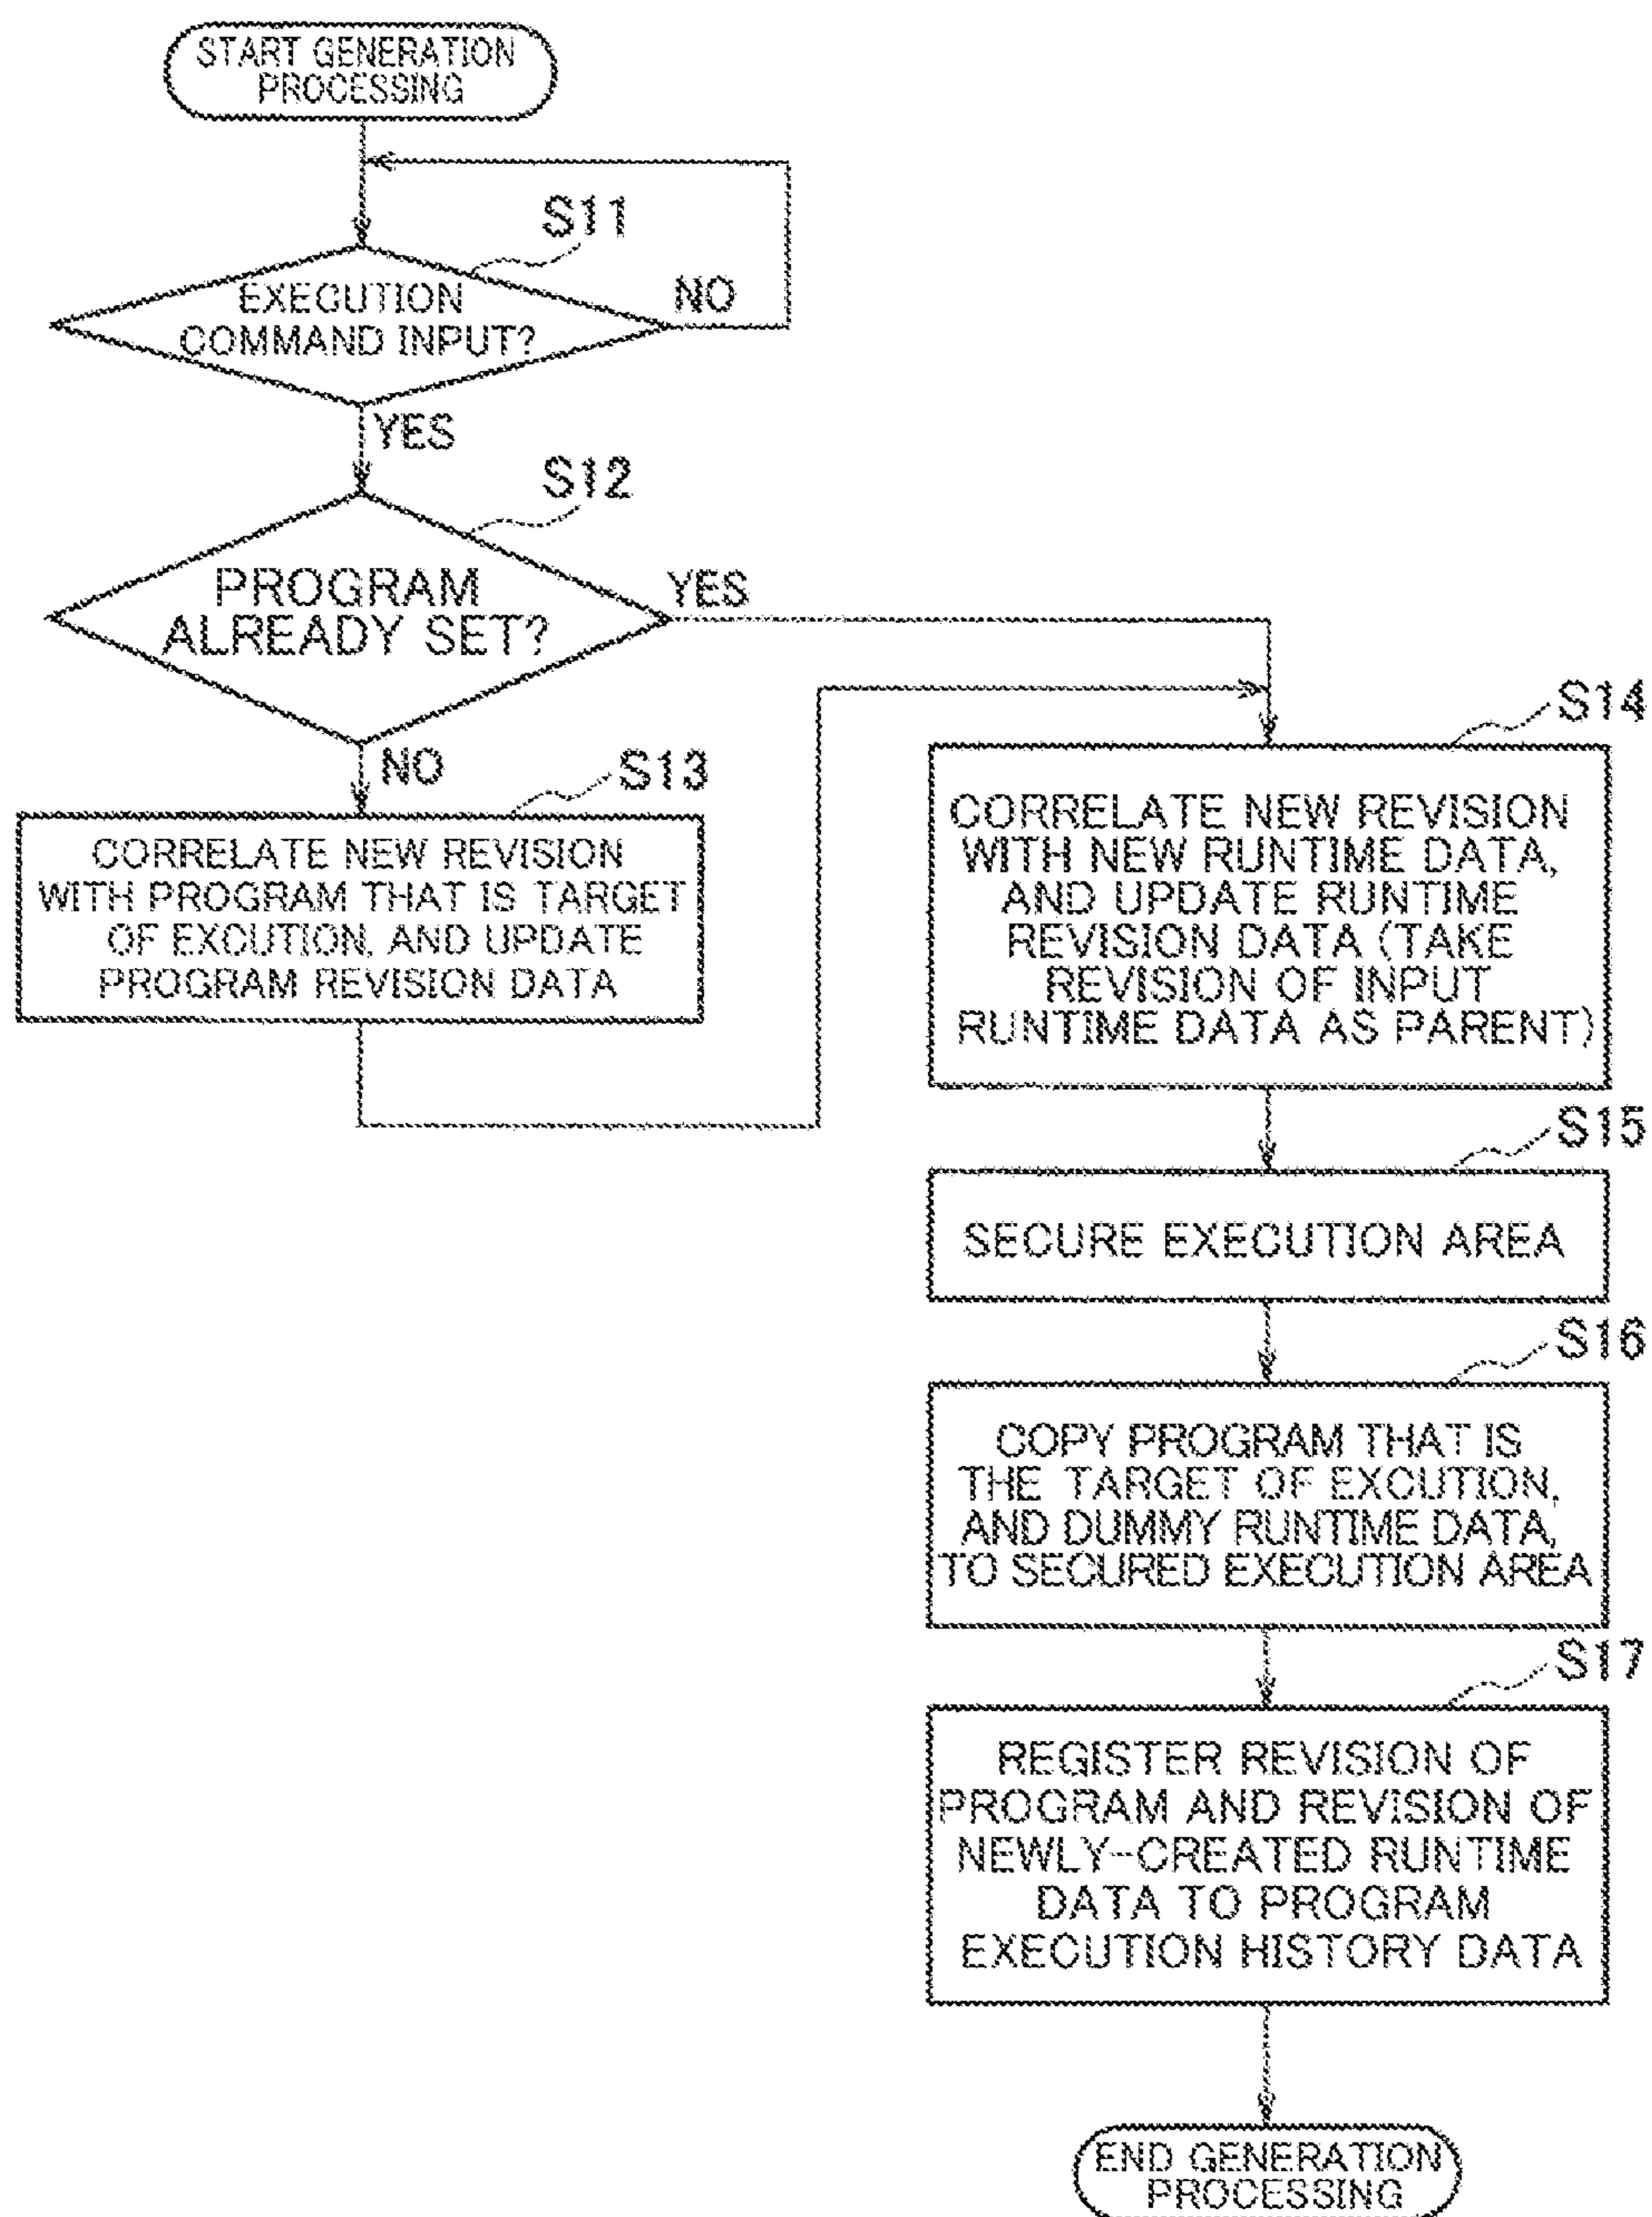 START GENERATION
PROCESSING
S11
EXECUTION
COMMAND INPUT?
NO
YES
S12
PROGRAM
ALREADY SET?
YES
NO
S13
CORRELATE NEW REVISION
WITH PROGRAM THAT IS TARGET
OF EXCUTION, AND UPDATE
PROGRAM REVISION DATA
S14
CORRELATE NEW REVISION
WITH NEW RUNTIME DATA,
AND UPDATE RUNTIME
REVISION DATA (TAKE
REVISION OF INPUT
RUNTIME DATA AS PARENT)
S15
SECURE EXECUTION AREA
S16
COPY PROGRAM THAT IS
THE TARGET OF EXCUTION,
AND DUMMY RUNTIME DATA,
TO SECURED EXECUTION AREA
S17
REGISTER REVISION OF
PROGRAM AND REVISION OF
NEWLY-CREATED RUNTIME
DATA TO PROGRAM
EXECUTION HISTORY DATA
END GENERATION
PROCESSING